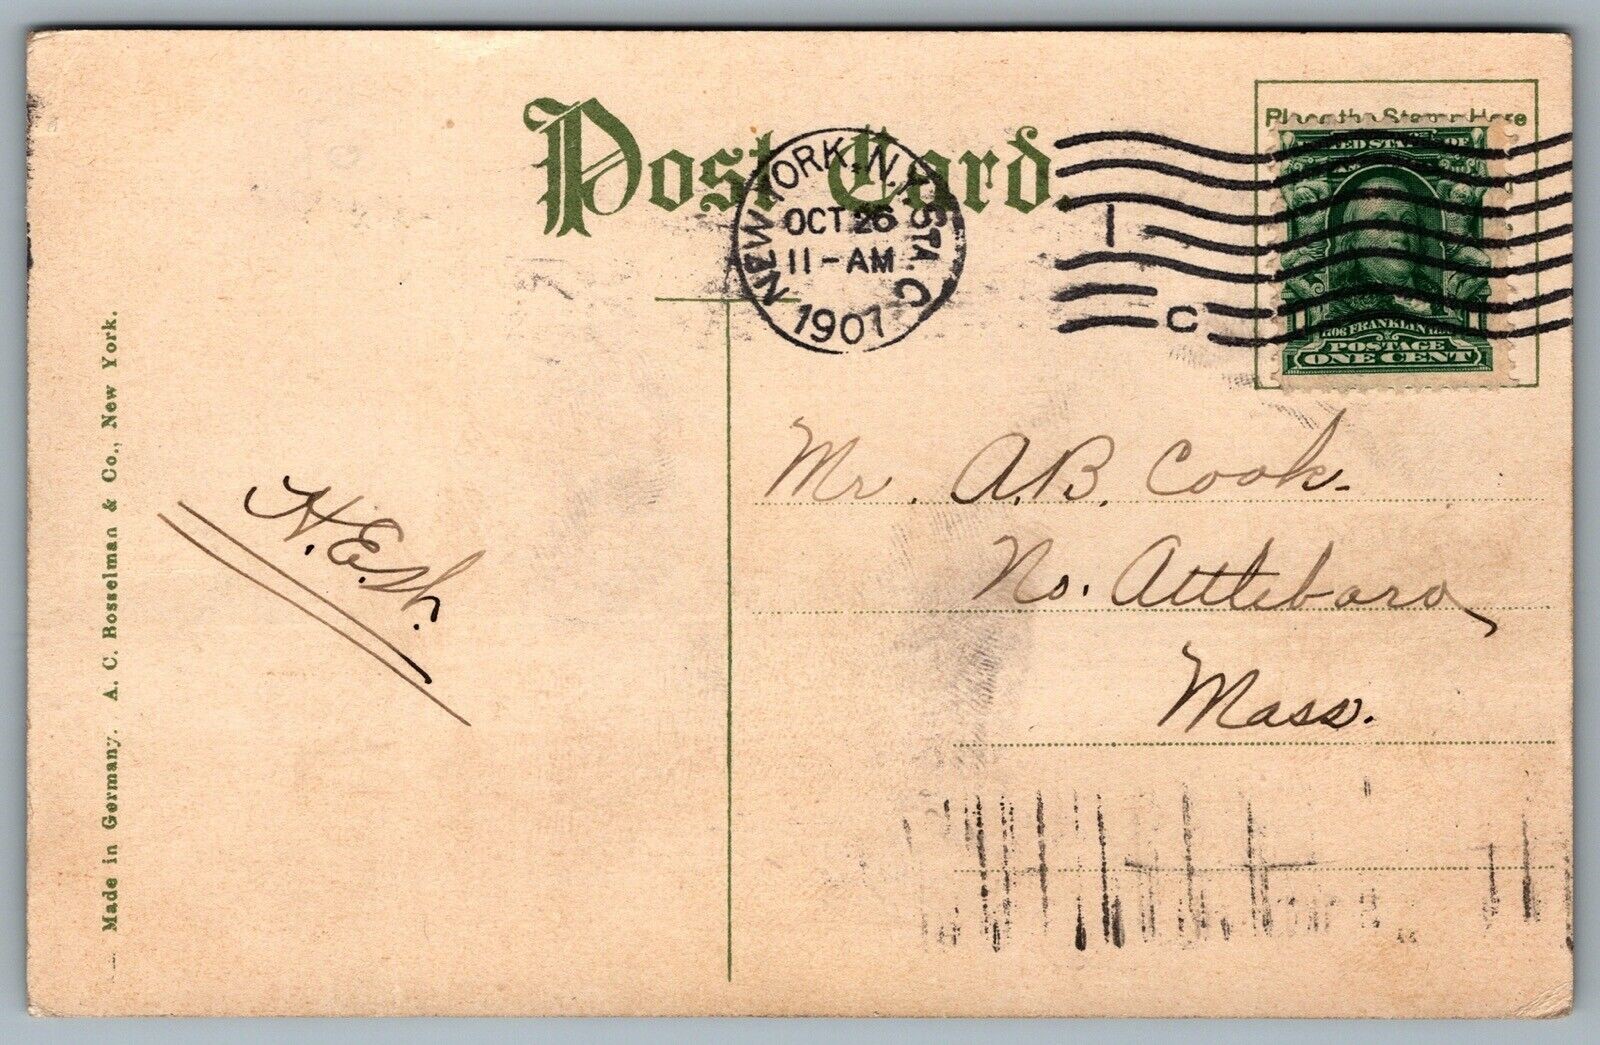 Post Card.
Place the Stamp Here
NEW YORK, N.Y. STA. C
OCT 26
11-AM
1907
1
C
UNITED STATES OF
AMERICA
1706 FRANKLIN 1790
POSTAGE
ONE CENT
Mr. A.B. Cook
No. Attleboro
Mass.
Made in Germany. A. C. Bosselman & Co., New York.